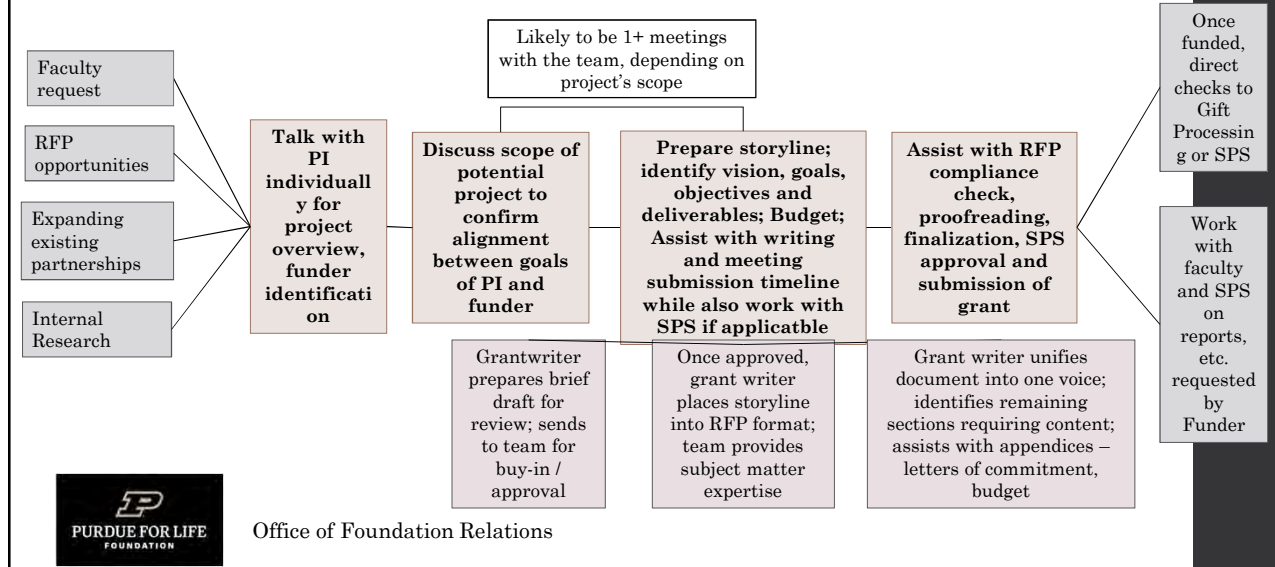 Faculty
request
RFP
opportunities
Expanding
existing
partnerships
Internal
Research
Talk with
PI
individuall
y for
project
overview,
funder
identificati
on
Likely to be 1+ meetings
with the team, depending on
project’s scope
Discuss scope of
potential
project to
confirm
alignment
between goals
of PI and
funder
Prepare storyline;
identify vision, goals,
objectives and
deliverables; Budget;
Assist with writing
and meeting
submission timeline
while also work with
SPS if applicatble
Assist with RFP
compliance
check,
proofreading,
finalization, SPS
approval and
submission of
grant
Once
funded,
direct
checks to
Gift
Processin
g or SPS
Work
with
faculty
and SPS
on
reports,
etc.
requested
by
Funder
Grantwriter
prepares brief
draft for
review; sends
to team for
buy-in /
approval
Once approved,
grant writer
places storyline
into RFP format;
team provides
subject matter
expertise
Grant writer unifies
document into one voice;
identifies remaining
sections requiring content;
assists with appendices –
letters of commitment,
budget
P
PURDUE FOR LIFE
FOUNDATION
Office of Foundation Relations